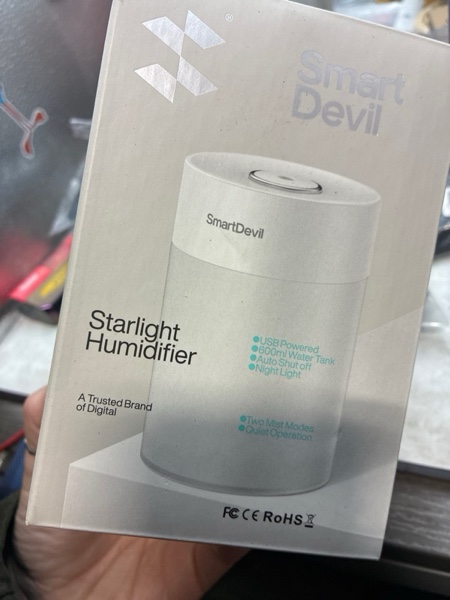 ®
Smart
Devil
SmartDevil
Starlight
Humidifier
USB Powered
600ml Water Tank
Auto Shut off
Night Light
A Trusted Brand
of Digital
Two Mist Modes
Quiet Operation
FC CE RoHS